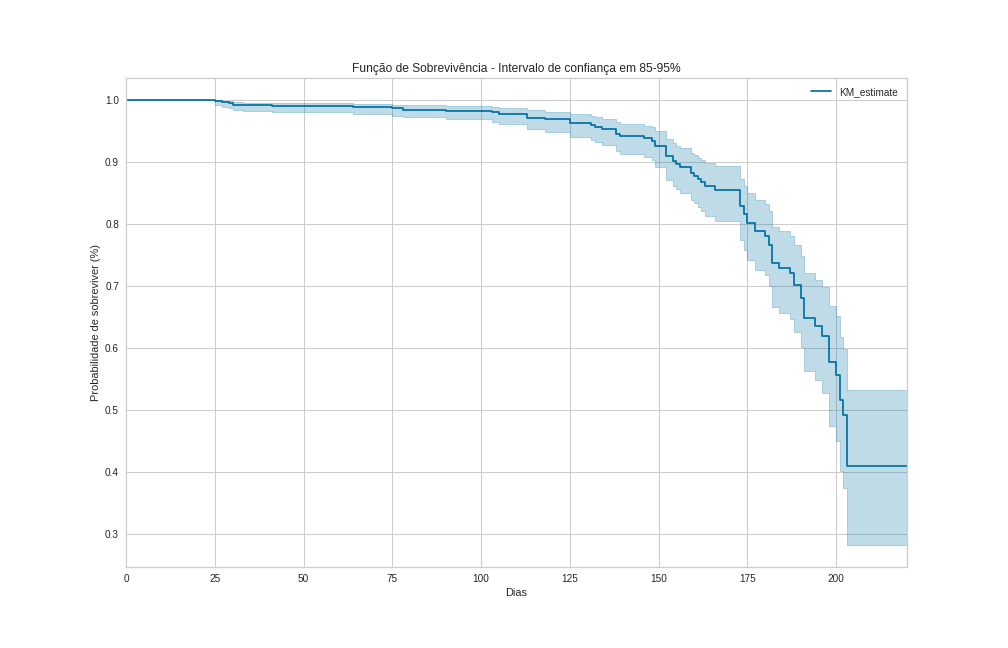 Função de Sobrevivência - Intervalo de confiança em 85-95%
KM_estimate
Probabilidade de sobreviver (%)
1.0
0.9
0.8
0.7
0.6
0.5
0.4
0.3
0 25 50 75 100 125 150 175 200
Dias